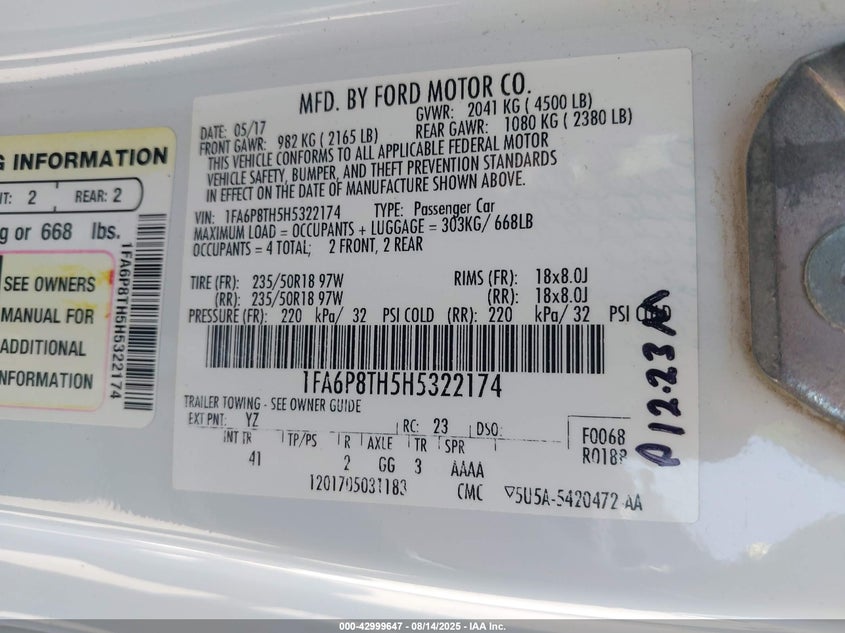 MFD. BY FORD MOTOR CO.
DATE: 05/17
GVWR: 2041 KG ( 4500 LB)
FRONT GAWR: 982 KG ( 2165 LB)
REAR GAWR: 1080 KG ( 2380 LB)
THIS VEHICLE CONFORMS TO ALL APPLICABLE FEDERAL MOTOR
VEHICLE SAFETY, BUMPER, AND THEFT PREVENTION STANDARDS
IN EFFECT ON THE DATE OF MANUFACTURE SHOWN ABOVE.
VIN: 1FA6P8TH5H5322174 TYPE: Passenger Car
MAXIMUM LOAD = OCCUPANTS + LUGGAGE = 303KG/ 668LB
OCCUPANTS = 4 TOTAL; 2 FRONT, 2 REAR
TIRE (FR): 235/50R18 97W RIMS (FR): 18x8.0J
(RR): 235/50R18 97W (RR): 18x8.0J
PRESSURE (FR): 220 kPa/ 32 PSI COLD (RR): 220 kPa/ 32 PSI COLD
1FA6P8TH5H5322174
TRAILER TOWING - SEE OWNER GUIDE
EXT PNT: YZ RC: 23 DSO:
INT TR TP/PS R AXLE TR SPR
41 2 GG 3 AAAA
1201705031183 CMC
5U5A-5420472-AA
F0068
12:23
G INFORMATION
2 REAR: 2
g or 668 lbs.
SEE OWNERS
MANUAL FOR
ADDITIONAL
INFORMATION
1FA6P8TH5H5322174
000-42999647 - 08/14/2025 - IAA Inc.